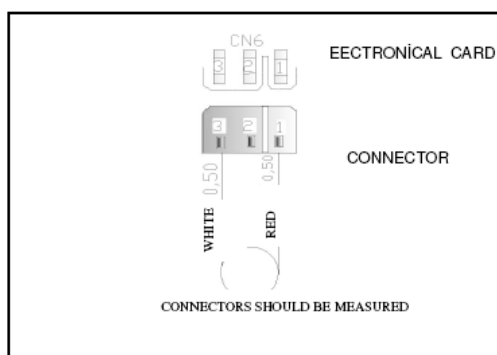 CN6
3 2 1
EECTRONİCAL CARD
3 2 1
CONNECTOR
0,50 0,50
WHITE RED
CONNECTORS SHOULD BE MEASURED